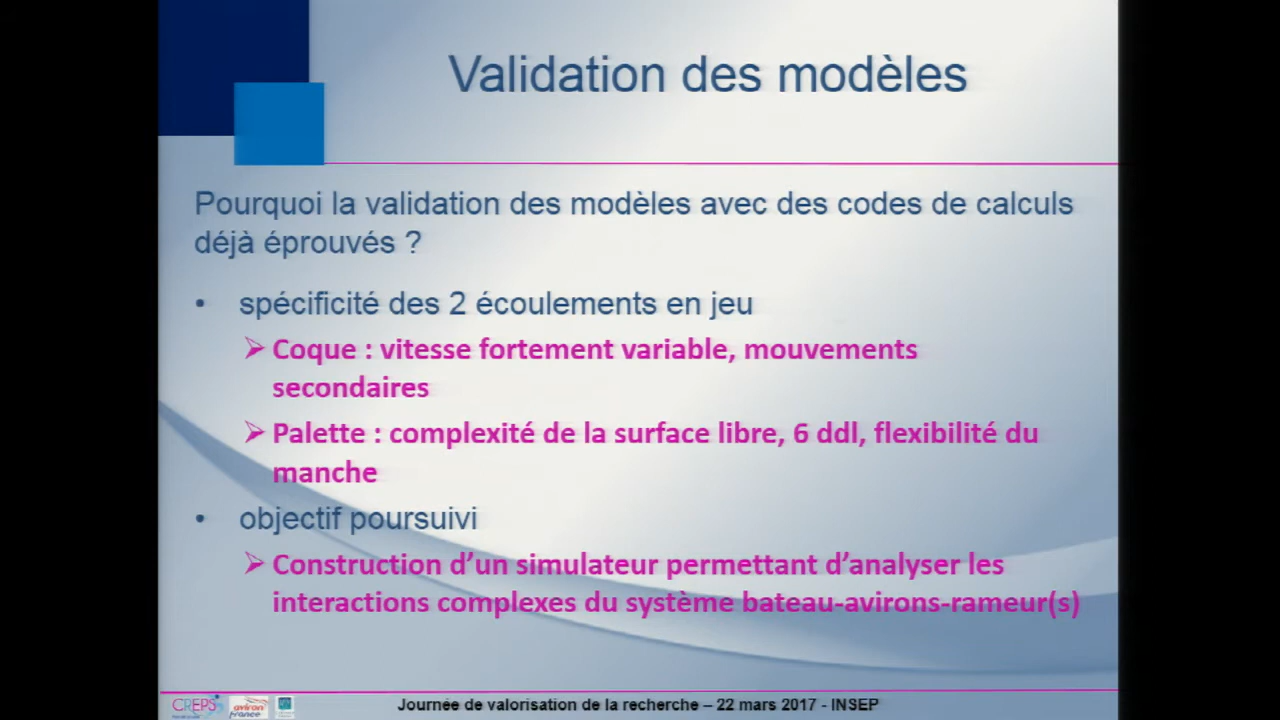 Validation des modèles
Pourquoi la validation des modèles avec des codes de calculs
déjà éprouvés ?
• spécificité des 2 écoulements en jeu
➢ Coque : vitesse fortement variable, mouvements
secondaires
➢ Palette : complexité de la surface libre, 6 ddl, flexibilité du
manche
• objectif poursuivi
➢ Construction d’un simulateur permettant d’analyser les
interactions complexes du système bateau-avirons-rameur(s)
CREPS
aviron
france
Journée de valorisation de la recherche – 22 mars 2017 - INSEP